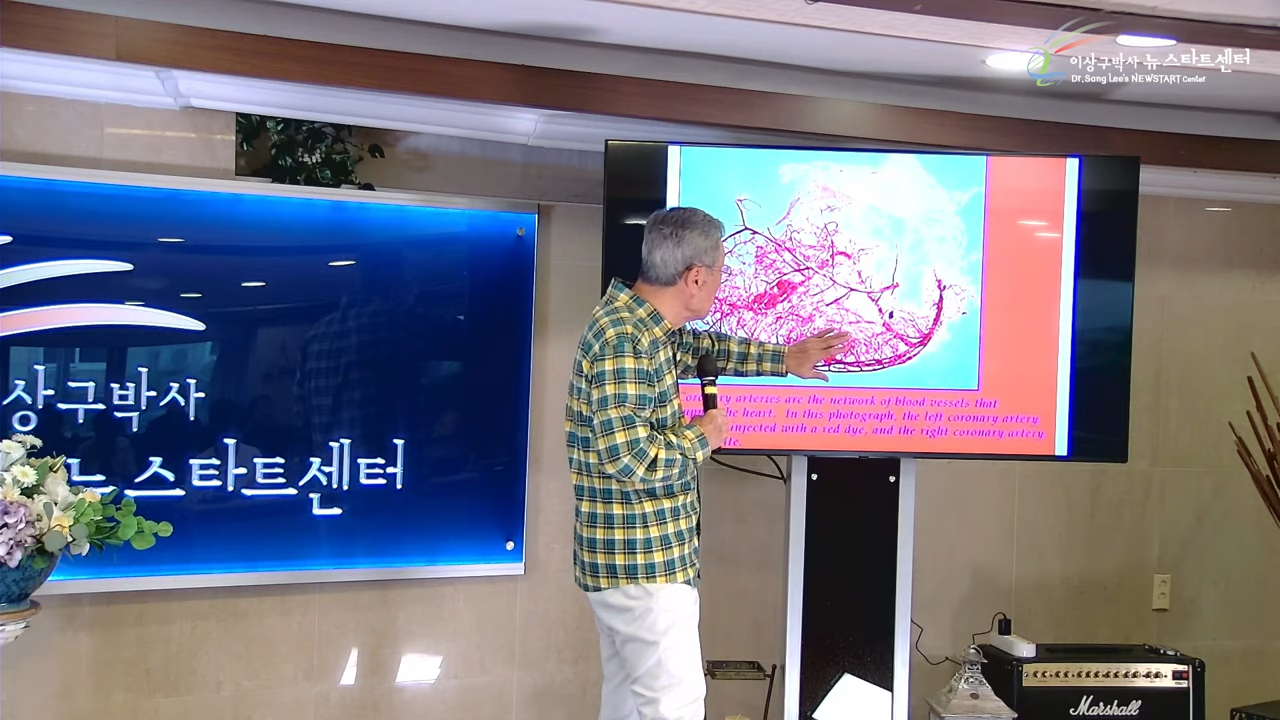 이상구박사 뉴스타트센터
Dr. Sang Lee's NEWSTART Center
상구박사
뉴스타트센터
arteries are the network of blood vessels that
the heart. In this photograph, the left coronary artery
injected with a red dye, and the right coronary artery
Marshall